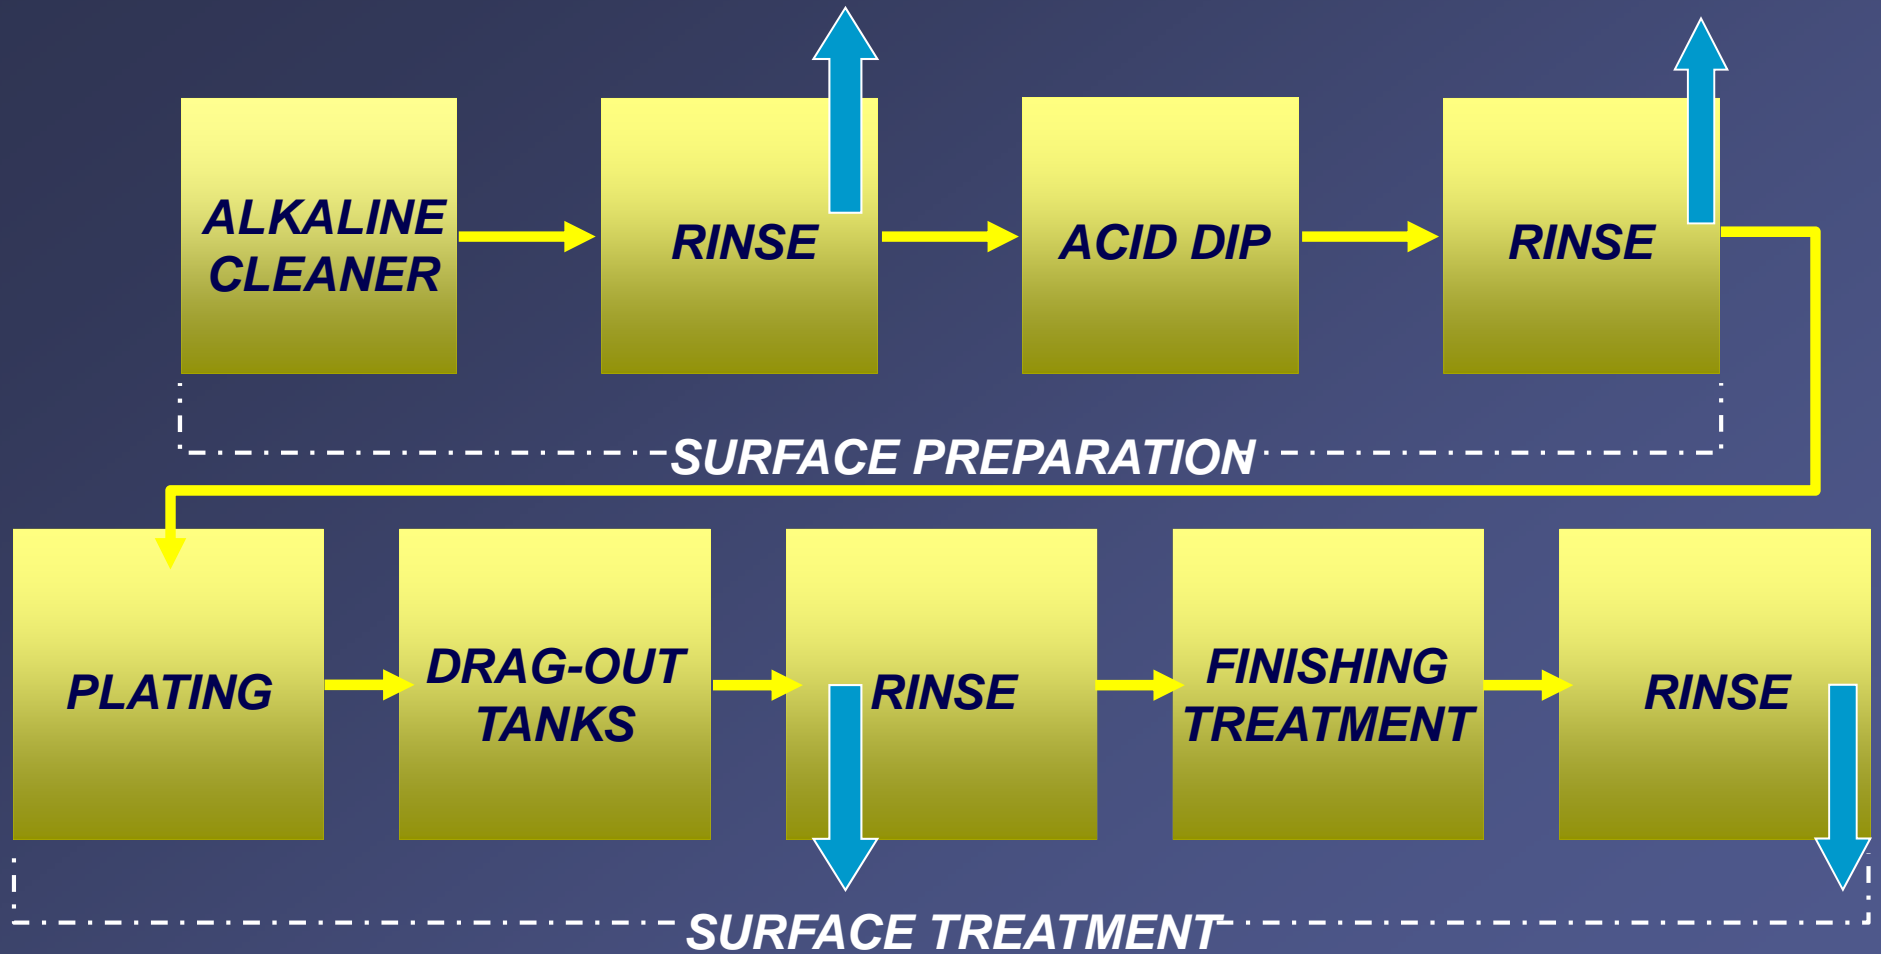 ALKALINE
CLEANER
RINSE
ACID DIP
RINSE
SURFACE PREPARATION
PLATING
DRAG-OUT
TANKS
RINSE
FINISHING
TREATMENT
RINSE
SURFACE TREATMENT